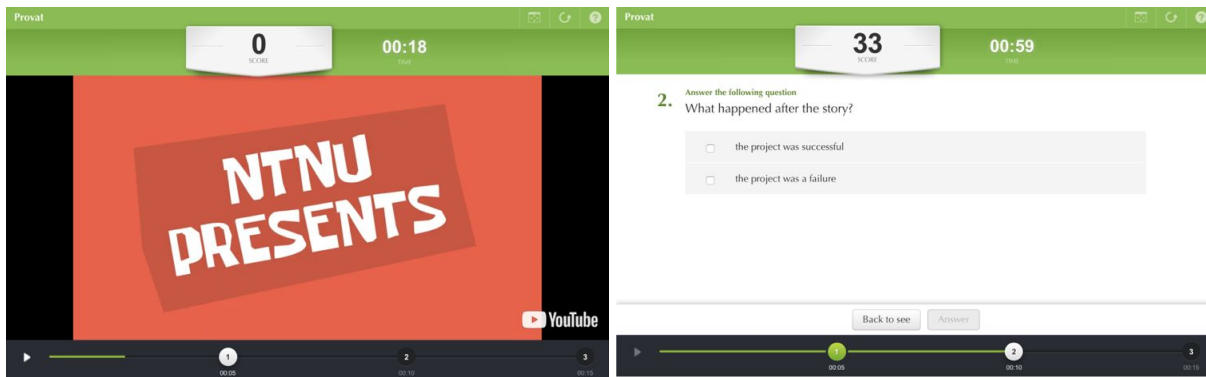 Provat
?
0
SCORE
00:18
TIME
NTNU
PRESENTS
YouTube
1
2
3
00:05
00:10
00:15
Provat
?
33
SCORE
00:59
TIME
2.
Answer the following question
What happened after the story?
the project was successful
the project was a failure
Back to see
Answer
1
2
3
00:05
00:10
00:15